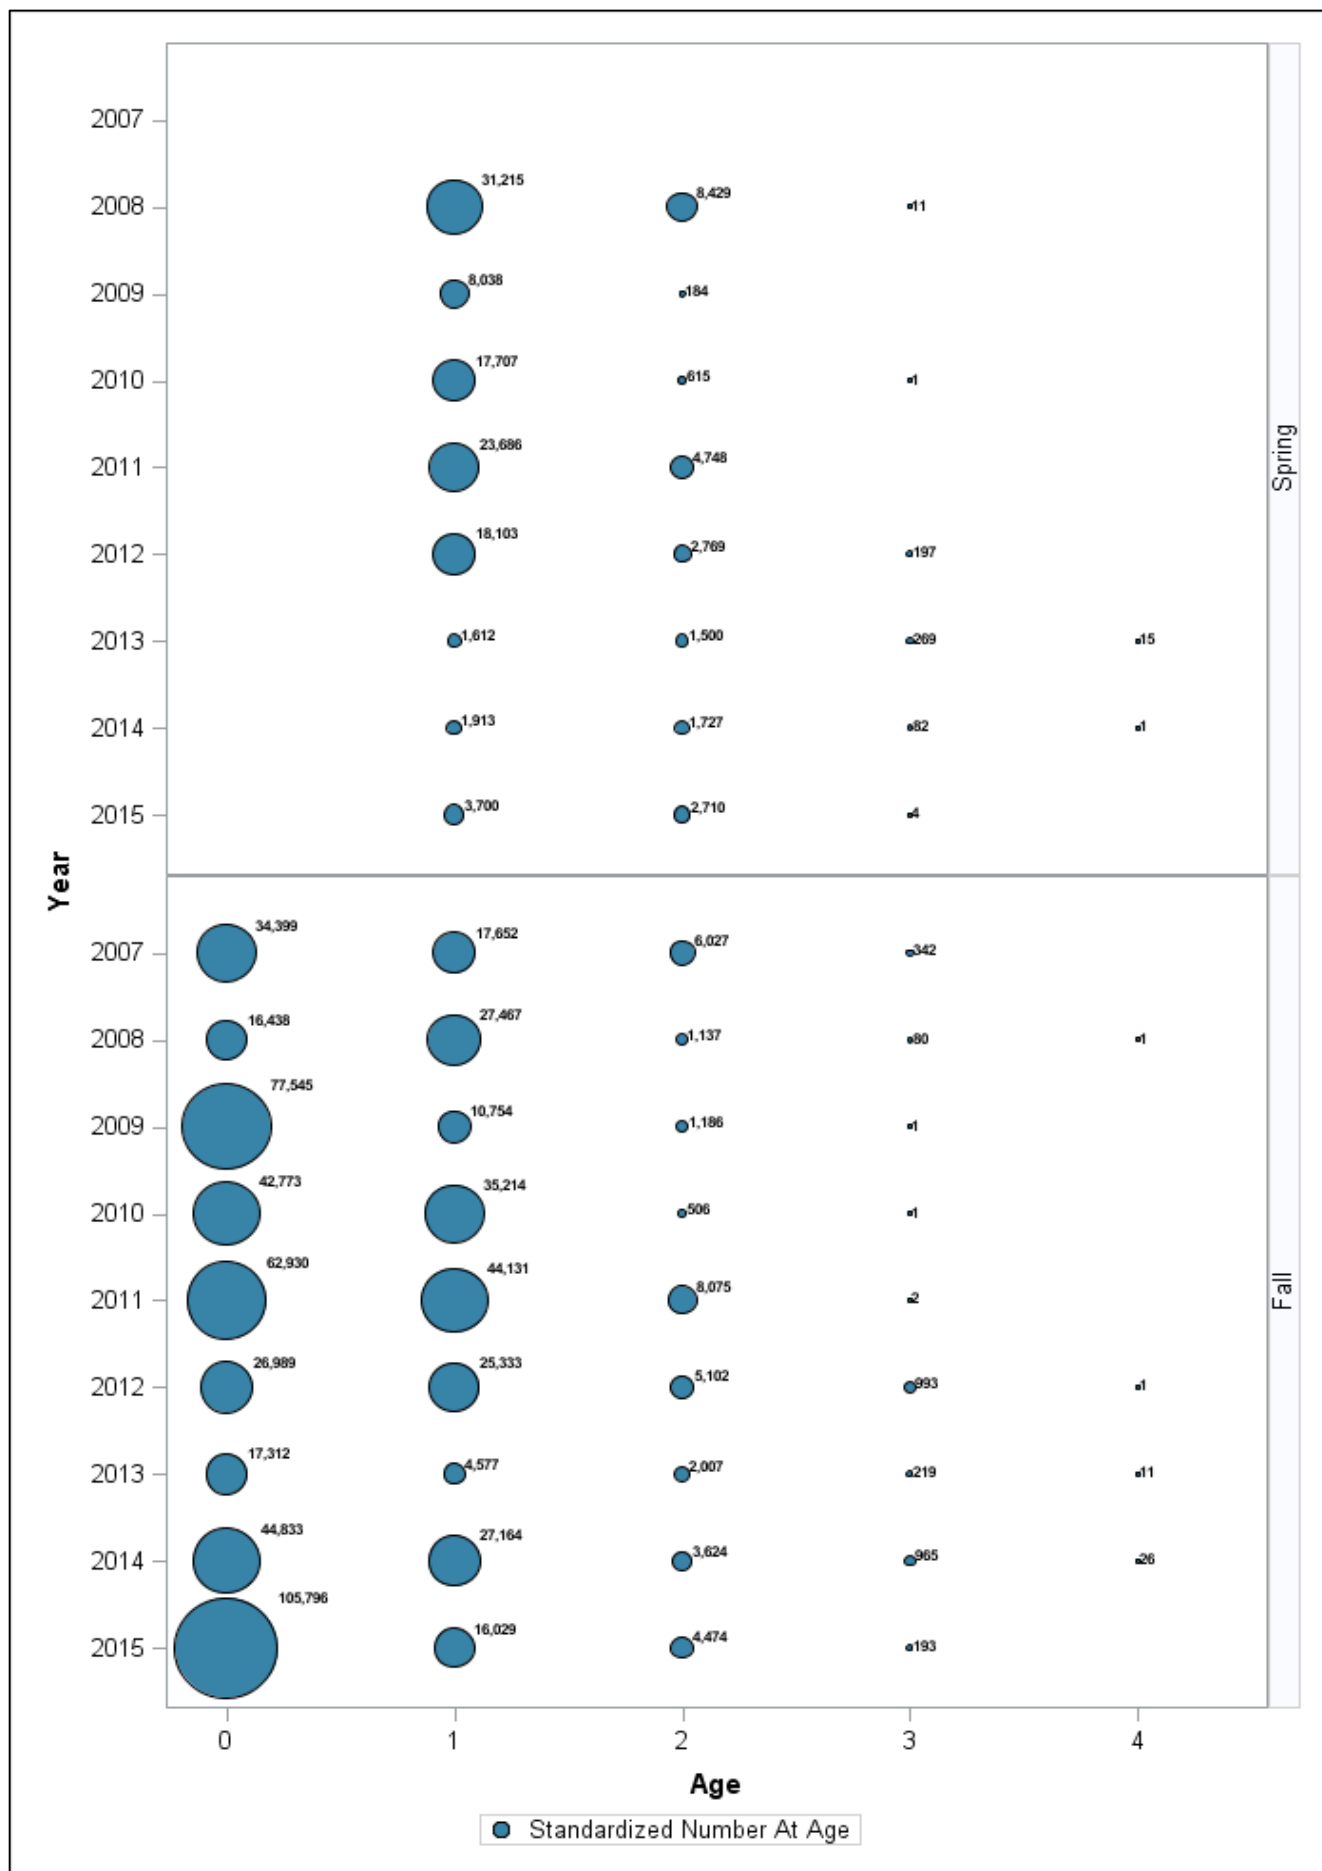 2007
2008 31,215 8,429 11
2009 8,038 184
2010 17,707 615 1
2011 23,686 4,748
2012 18,103 2,769 197
2013 1,612 1,500 269 15
2014 1,913 1,727 82 1
2015 3,700 2,710 4
Spring
Year
2007 34,399 17,652 6,027 342
2008 16,438 27,467 1,137 80 1
2009 77,545 10,754 1,186 1
2010 42,773 35,214 506 1
2011 62,930 44,131 8,075 2
2012 26,989 25,333 5,102 993 1
2013 17,312 4,577 2,007 219 11
2014 44,833 27,164 3,624 965 26
2015 105,796 16,029 4,474 193
Fall
0 1 2 3 4
Age
Standardized Number At Age